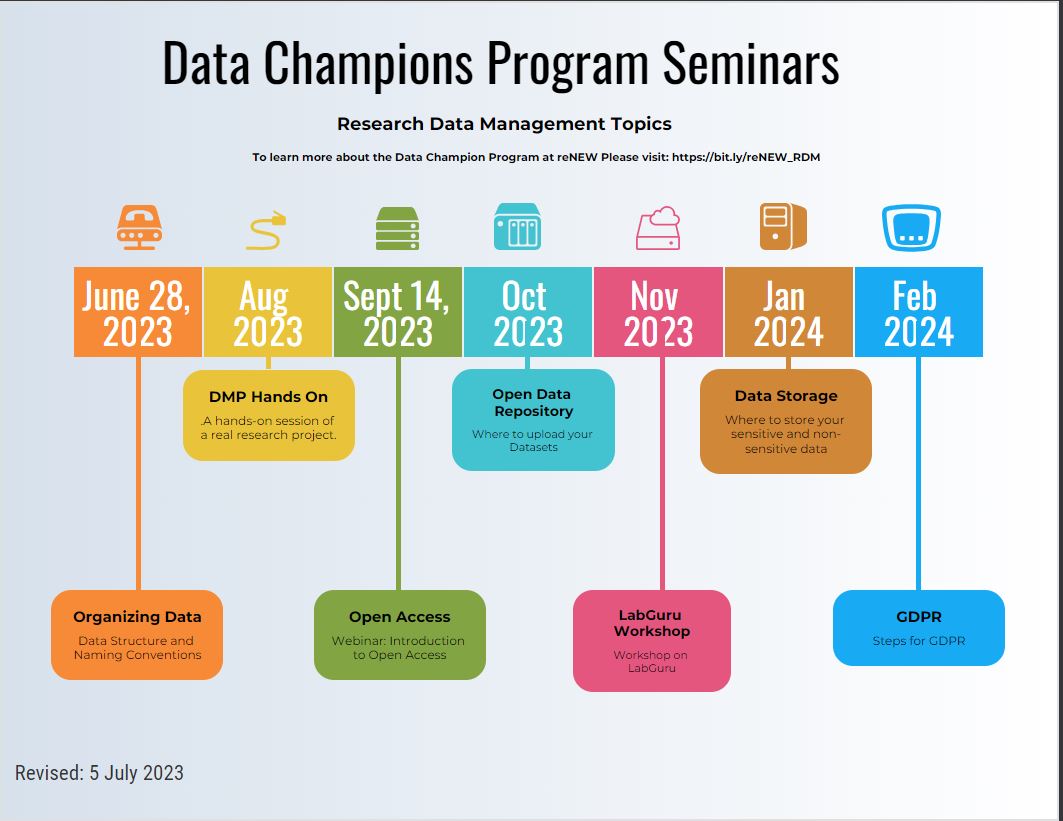 Data Champions Program Seminars
Research Data Management Topics
To learn more about the Data Champion Program at reNEW Please visit: https://bit.ly/reNEW_RDM
June 28,
2023
Aug
2023
Sept 14,
2023
Oct
2023
Nov
2023
Jan
2024
Feb
2024
DMP Hands On
.A hands-on session of
a real research project.
Open Data
Repository
Where to upload your
Datasets
Data Storage
Where to store your
sensitive and non-
sensitive data
Organizing Data
Data Structure and
Naming Conventions
Open Access
Webinar: Introduction
to Open Access
LabGuru
Workshop
Workshop on
LabGuru
GDPR
Steps for GDPR
Revised: 5 July 2023